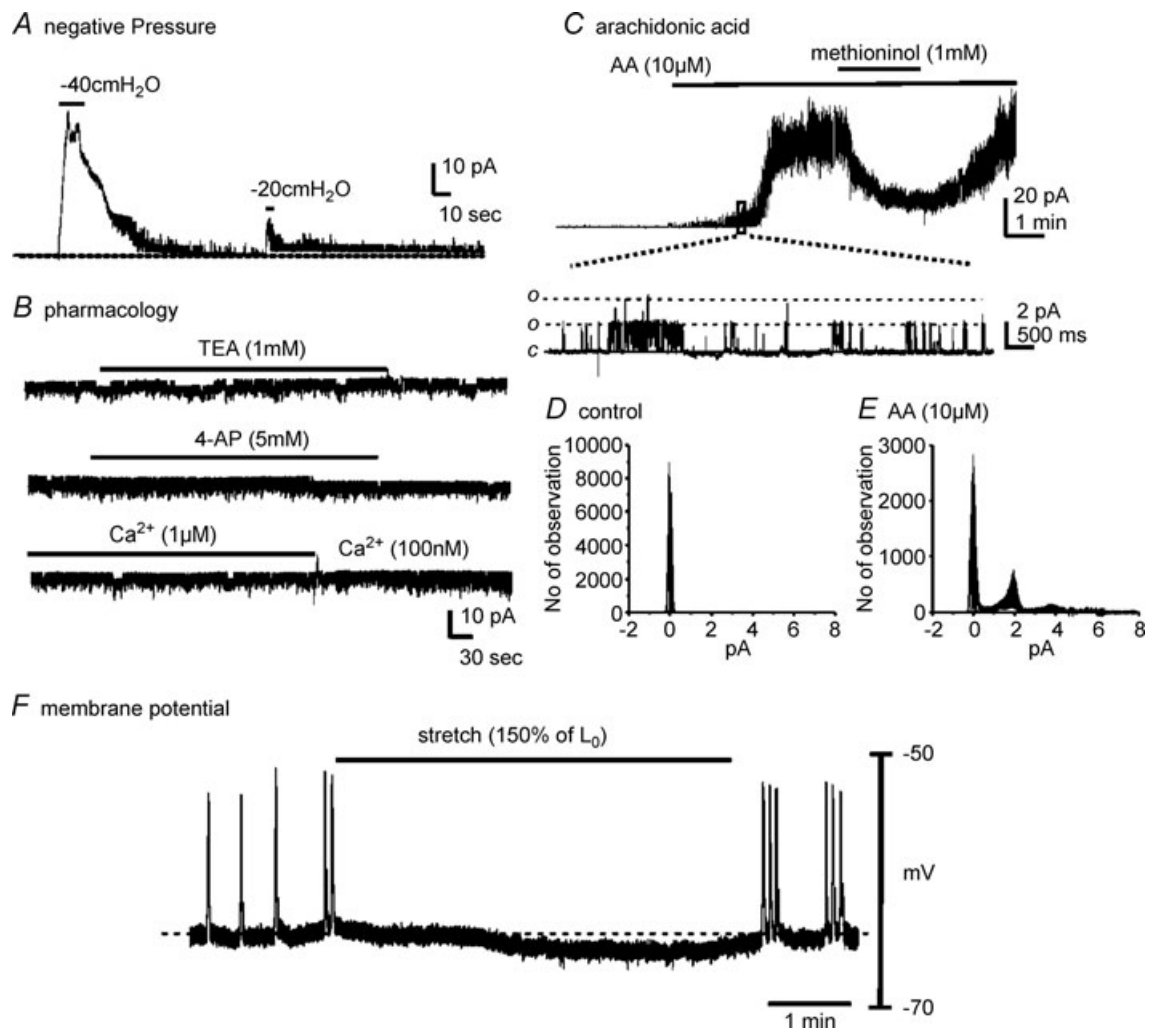 A negative Pressure
-40cmH₂O
-20cmH₂O
10 pA
10 sec
B pharmacology
TEA (1mM)
4-AP (5mM)
Ca²⁺ (1µM)
Ca²⁺ (100nM)
10 pA
30 sec
C arachidonic acid
methioninol (1mM)
AA (10µM)
20 pA
1 min
o
o
c
2 pA
500 ms
D control
No of observation
10000
8000
6000
4000
2000
0
-2 0 2 4 6 8
pA
E AA (10µM)
No of observation
3000
2000
1000
0
-2 0 2 4 6 8
pA
F membrane potential
stretch (150% of L₀)
-50
mV
-70
1 min